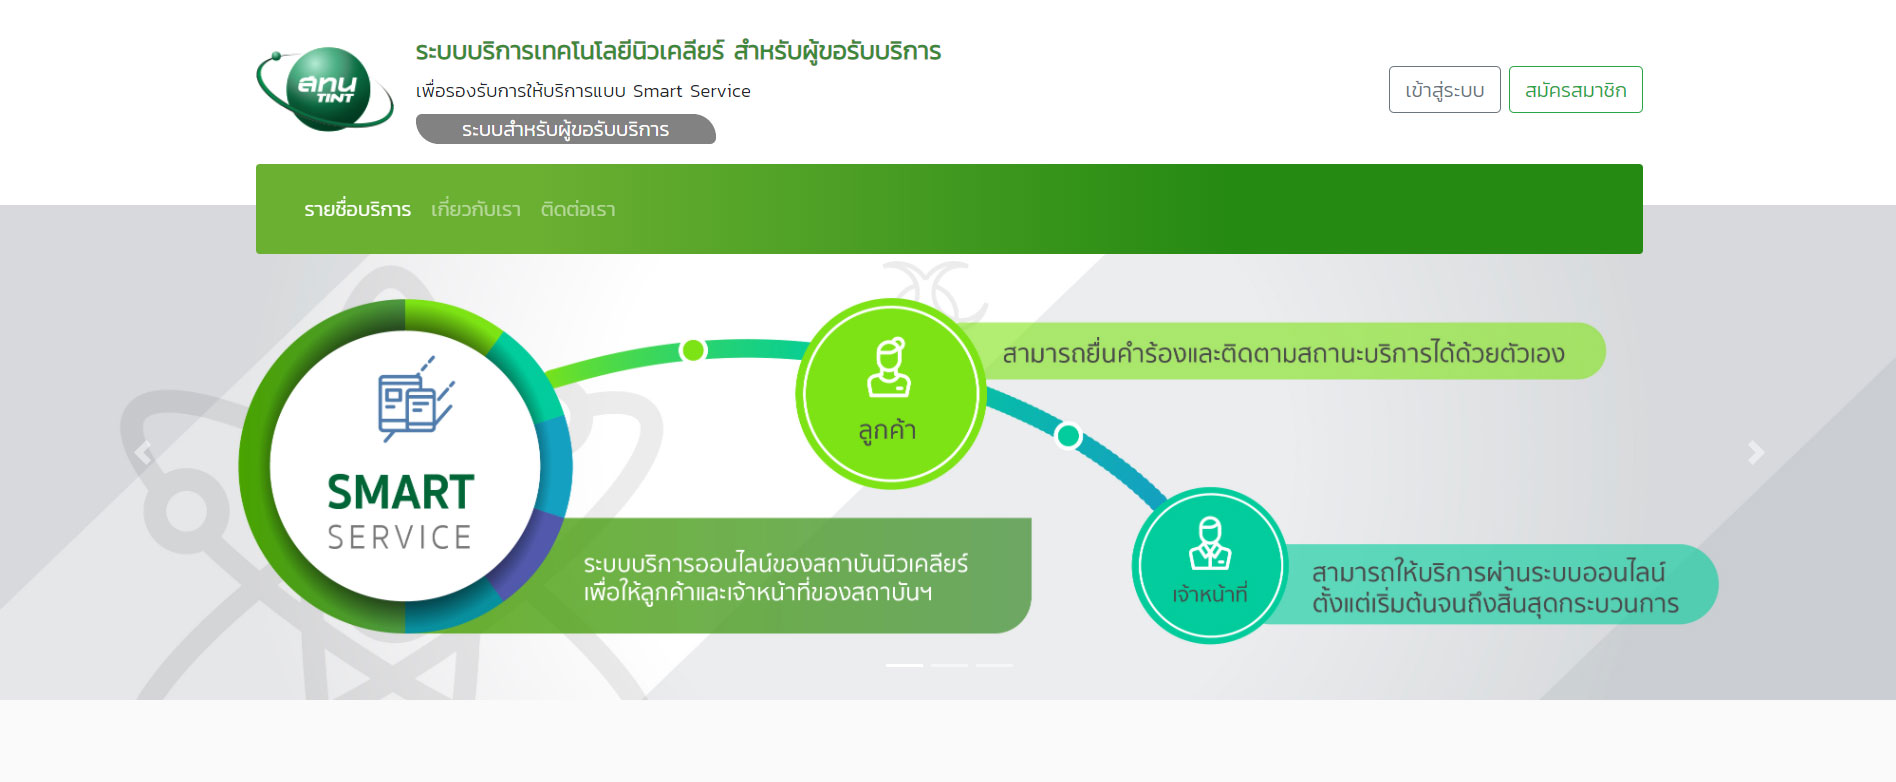 สทน
TINT
ระบบบริการเทคโนโลยีนิวเคลียร์ สำหรับผู้ขอรับบริการ
เพื่อรองรับการให้บริการแบบ Smart Service
ระบบสำหรับผู้ขอรับบริการ
เข้าสู่ระบบ สมัครสมาชิก
รายชื่อบริการ เกี่ยวกับเรา ติดต่อเรา
SMART
SERVICE
ระบบบริการออนไลน์ของสถาบันนิวเคลียร์
เพื่อให้ลูกค้าและเจ้าหน้าที่ของสถาบันฯ
ลูกค้า
สามารถยื่นคำร้องและติดตามสถานะบริการได้ด้วยตัวเอง
เจ้าหน้าที่
สามารถให้บริการผ่านระบบออนไลน์
ตั้งแต่เริ่มต้นจนถึงสิ้นสุดกระบวนการ